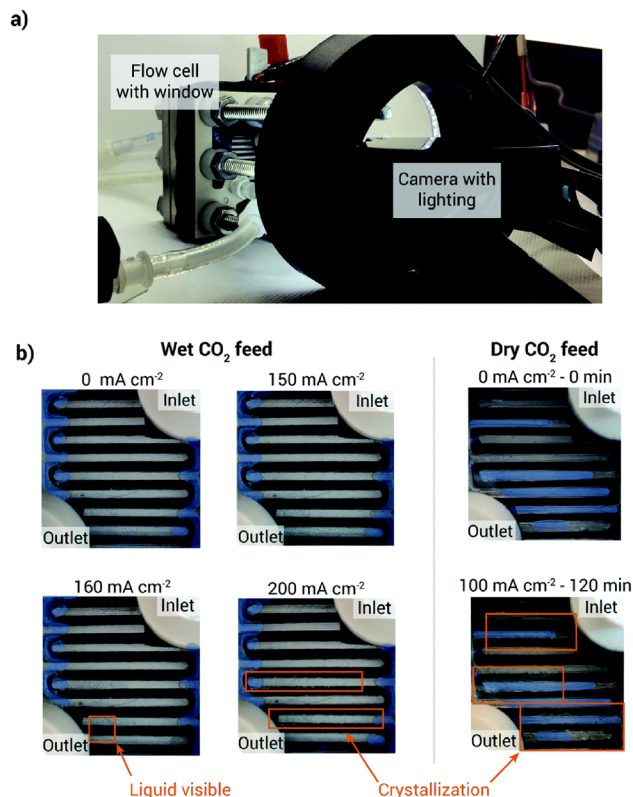 a)
Flow cell
with window
Camera with
lighting
b)
Wet CO₂ feed
Dry CO₂ feed
0 mA cm⁻²
150 mA cm⁻²
0 mA cm⁻² - 0 min
Inlet
Inlet
Inlet
Outlet
Outlet
Outlet
160 mA cm⁻²
200 mA cm⁻²
100 mA cm⁻² - 120 min
Inlet
Inlet
Inlet
Outlet
Outlet
Outlet
Liquid visible
Crystallization